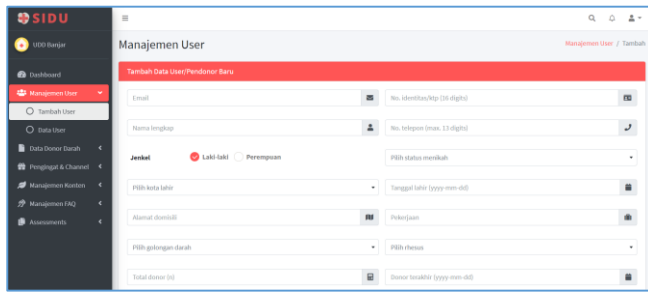 SIDU
UDD Banjar
Dashboard
Manajemen User
Tambah User
Data User
Data Donor Darah
Pengingat & Channel
Manajemen Konten
Manajemen FAQ
Assessments
Manajemen User
Manajemen User / Tambah
Tambah Data User/Pendonor Baru
Email
No. identitas/ktp (16 digits)
Nama lengkap
No. telepon (max. 13 digits)
Jenkel Laki-laki Perempuan
Pilih status menikah
Pilih kota lahir
Tanggal lahir (yyyy-mm-dd)
Alamat domisili
Pekerjaan
Pilih golongan darah
Pilih rhesus
Total donor (n)
Donor terakhir (yyyy-mm-dd)